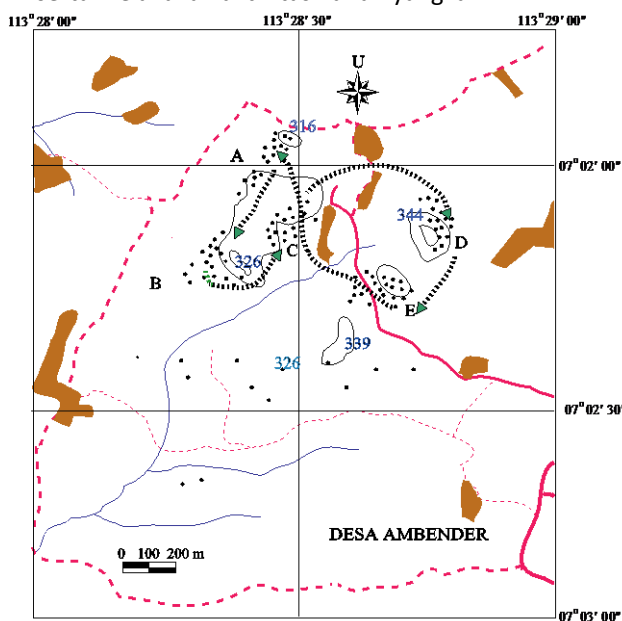 113°28' 00"
113°28' 30"
113°29' 00"
U
316
A
07°02' 00"
344
D
C
326
B
E
339
326
07°02' 30"
DESA AMBENDER
0 100 200 m
07°03' 00"